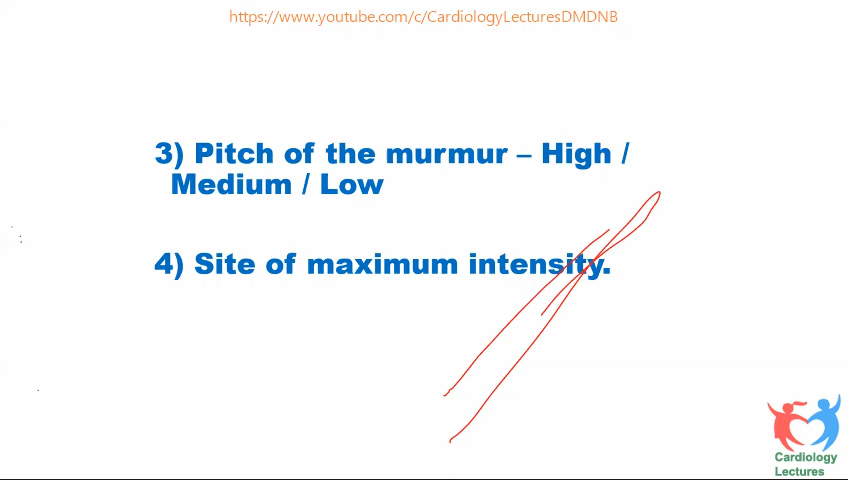 https://www.youtube.com/c/CardiologyLecturesDMDNB
3) Pitch of the murmur – High /
Medium / Low
4) Site of maximum intensity.
Cardiology
Lectures